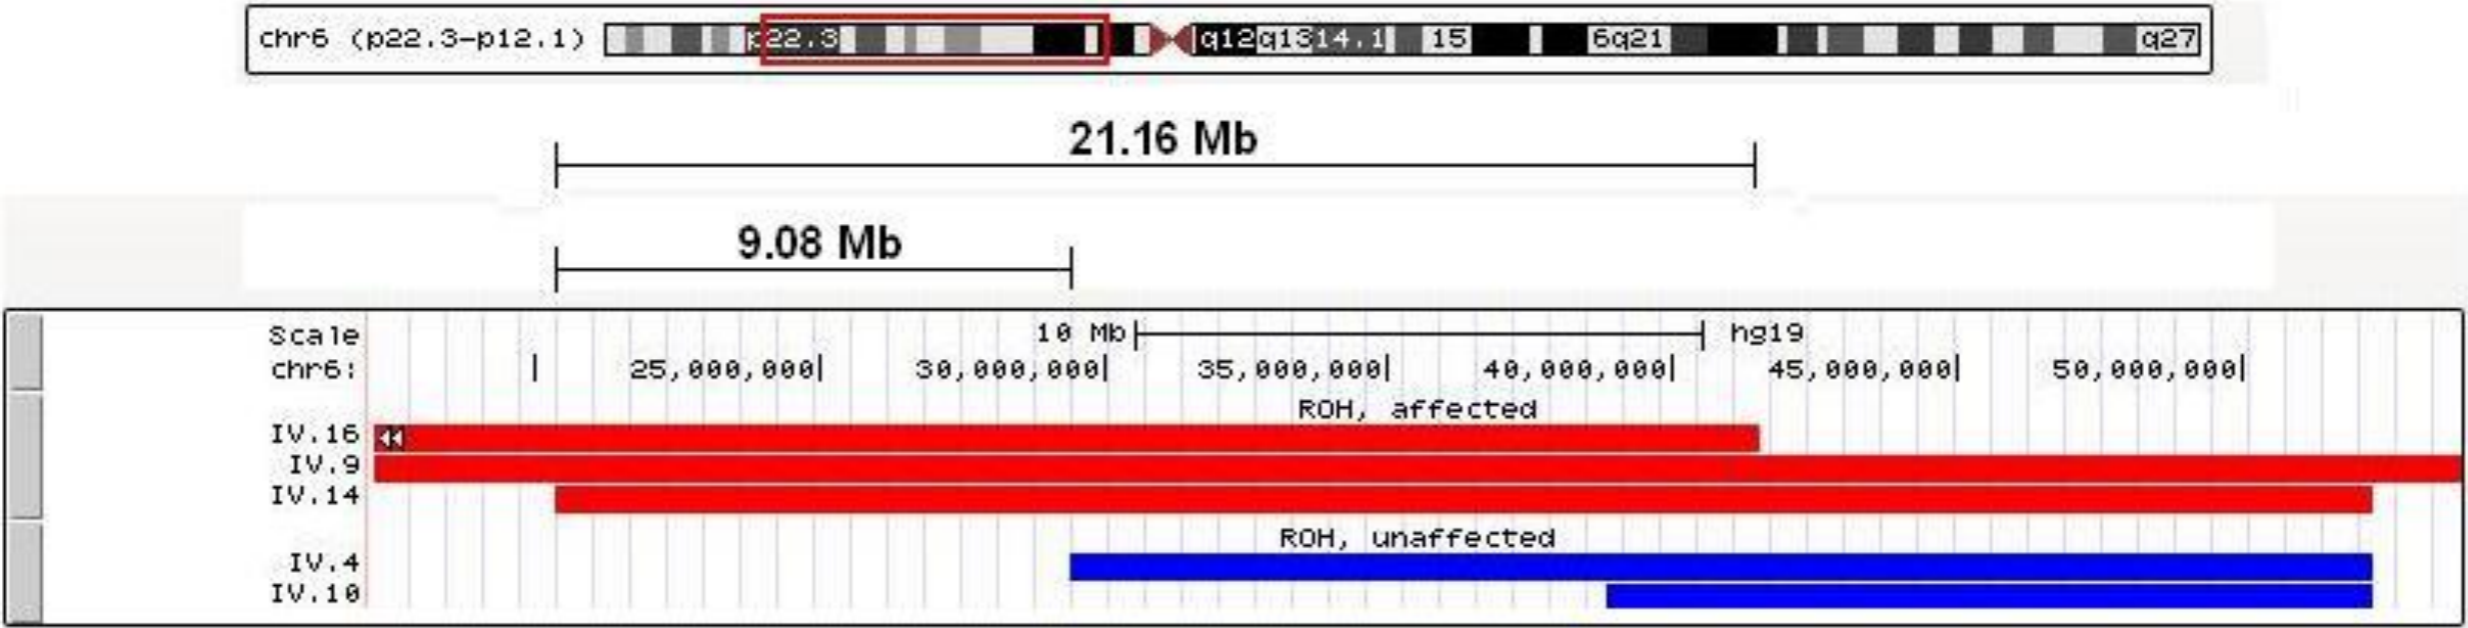 chr6 (p22.3-p12.1) p22.3 q12 q13 14.1 15 6q21 q27
21.16 Mb
9.08 Mb
Scale 10 Mb hg19
chr6: 25,000,000 30,000,000 35,000,000 40,000,000 45,000,000 50,000,000
ROH, affected
IV.16
IV.9
IV.14
ROH, unaffected
IV.4
IV.10